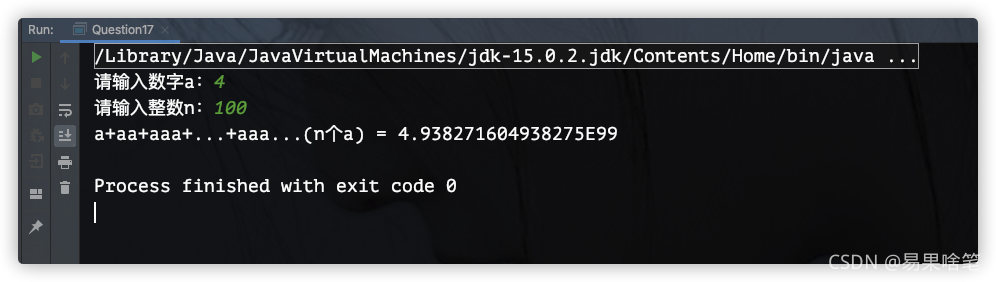 Run: Question17
/Library/Java/JavaVirtualMachines/jdk-15.0.2.jdk/Contents/Home/bin/java ...
请输入数字a：4
请输入整数n：100
a+aa+aaa+...+aaa...(n个a) = 4.938271604938275E99
Process finished with exit code 0
CSDN @易果啥笔